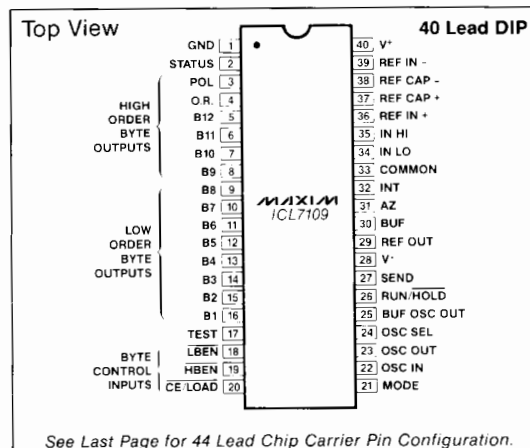 Top View
40 Lead DIP
GND 1
STATUS 2
POL 3
O.R. 4
B12 5
B11 6
B10 7
B9 8
HIGH
ORDER
BYTE
OUTPUTS
B8 9
B7 10
B6 11
B5 12
B4 13
B3 14
B2 15
B1 16
LOW
ORDER
BYTE
OUTPUTS
TEST 17
LBEN 18
HBEN 19
CE/LOAD 20
BYTE
CONTROL
INPUTS
MAXIM
ICL7109
40 V+
39 REF IN -
38 REF CAP -
37 REF CAP +
36 REF IN +
35 IN HI
34 IN LO
33 COMMON
32 INT
31 AZ
30 BUF
29 REF OUT
28 V-
27 SEND
26 RUN/HOLD
25 BUF OSC OUT
24 OSC SEL
23 OSC OUT
22 OSC IN
21 MODE
See Last Page for 44 Lead Chip Carrier Pin Configuration.